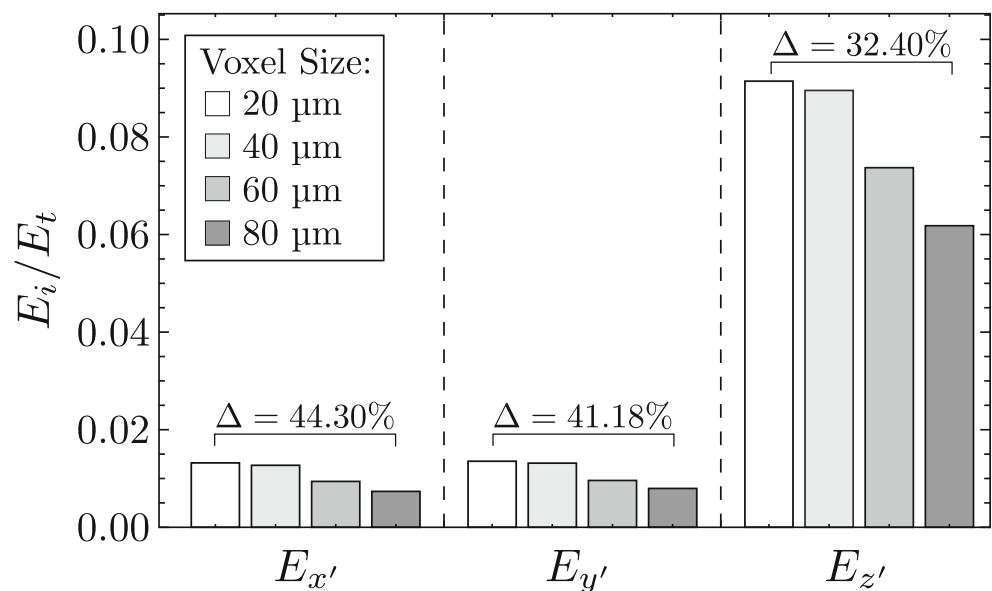 Voxel Size:
20 µm
40 µm
60 µm
80 µm
E_i/E_t
0.10
0.08
0.06
0.04
0.02
0.00
Δ = 44.30%
Δ = 41.18%
Δ = 32.40%
E_x′
E_y′
E_z′